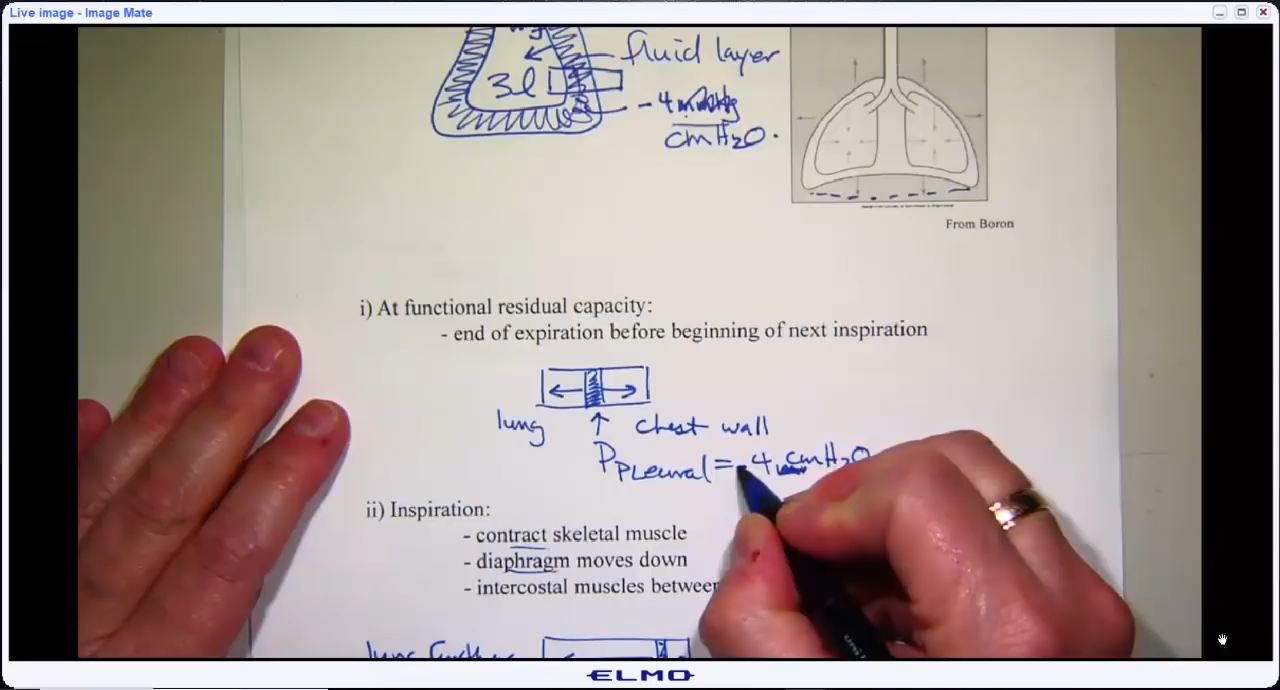 Live image - Image Mate
fluid layer
3l
- 4
cmH2O.
From Boron
i) At functional residual capacity:
- end of expiration before beginning of next inspiration
lung
chest wall
PPleural = -4 cmH2O
ii) Inspiration:
- contract skeletal muscle
- diaphragm moves down
- intercostal muscles between
lung
ELMO